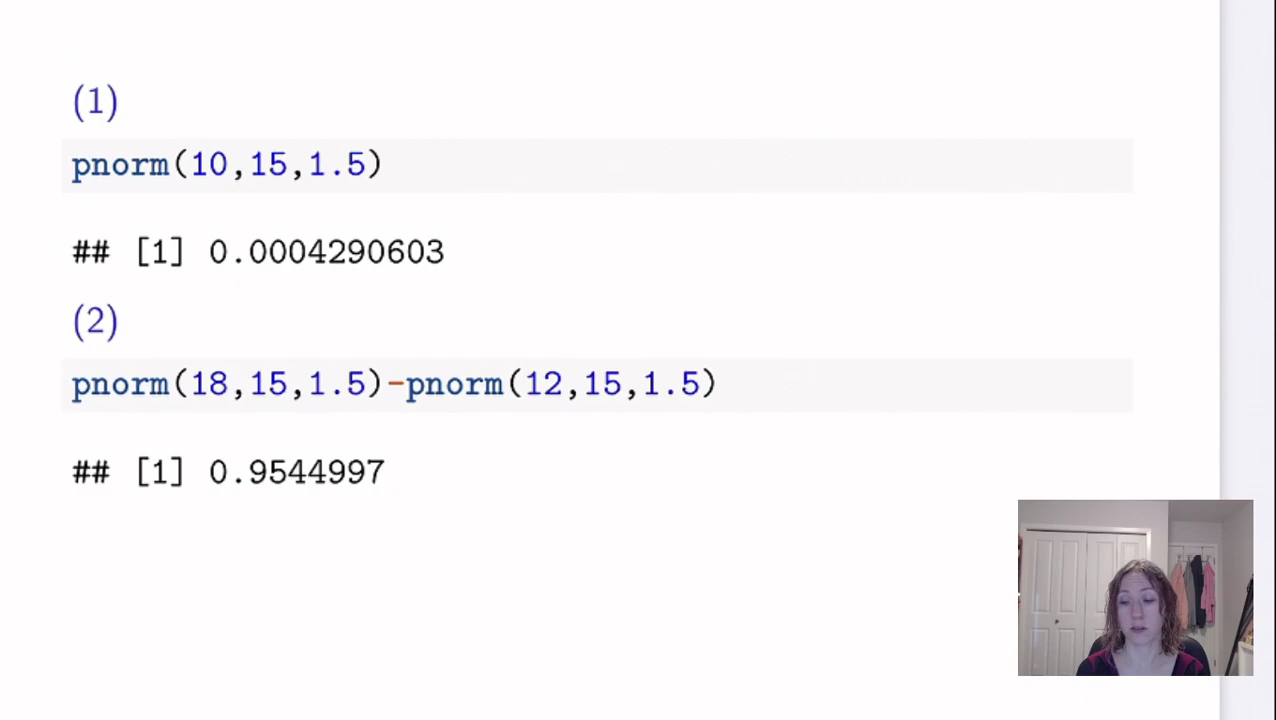 (1)
pnorm(10,15,1.5)
## [1] 0.0004290603
(2)
pnorm(18,15,1.5)-pnorm(12,15,1.5)
## [1] 0.9544997